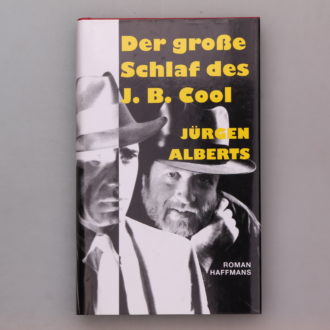 Der große
Schlaf des
J. B. Cool
JÜRGEN
ALBERTS
ROMAN
HAFFMANS